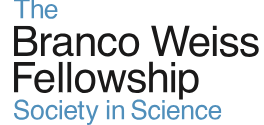 The
Branco Weiss
Fellowship
Society in Science